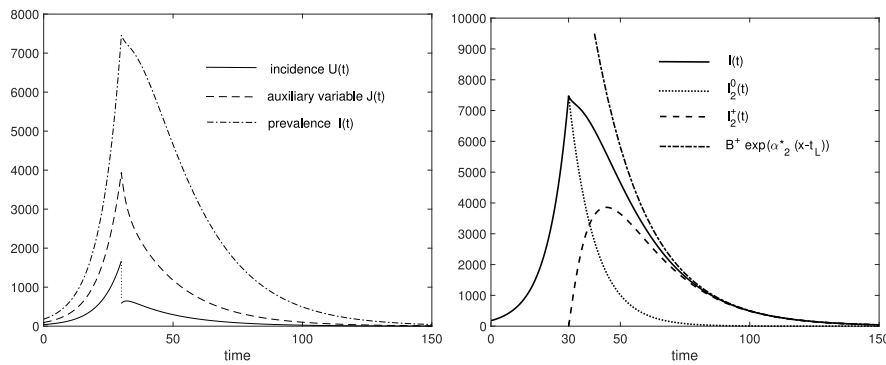 8000
7000
6000
5000
4000
3000
2000
1000
0
incidence U(t)
auxiliary variable J(t)
prevalence I(t)
0 50 100 150
time
10000
9000
8000
7000
6000
5000
4000
3000
2000
1000
0
I(t)
I₂⁰(t)
I₂⁺(t)
B⁺ exp(α*₂ (x-t_L))
0 30 50 100 150
time